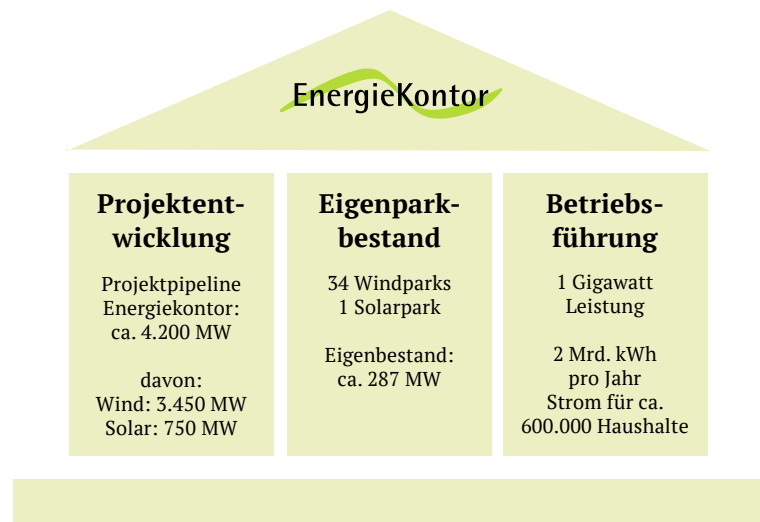 EnergieKontor
Projektent-
wicklung
Projektpipeline
Energiekontor:
ca. 4.200 MW
davon:
Wind: 3.450 MW
Solar: 750 MW
Eigenpark-
bestand
34 Windparks
1 Solarpark
Eigenbestand:
ca. 287 MW
Betriebs-
führung
1 Gigawatt
Leistung
2 Mrd. kWh
pro Jahr
Strom für ca.
600.000 Haushalte